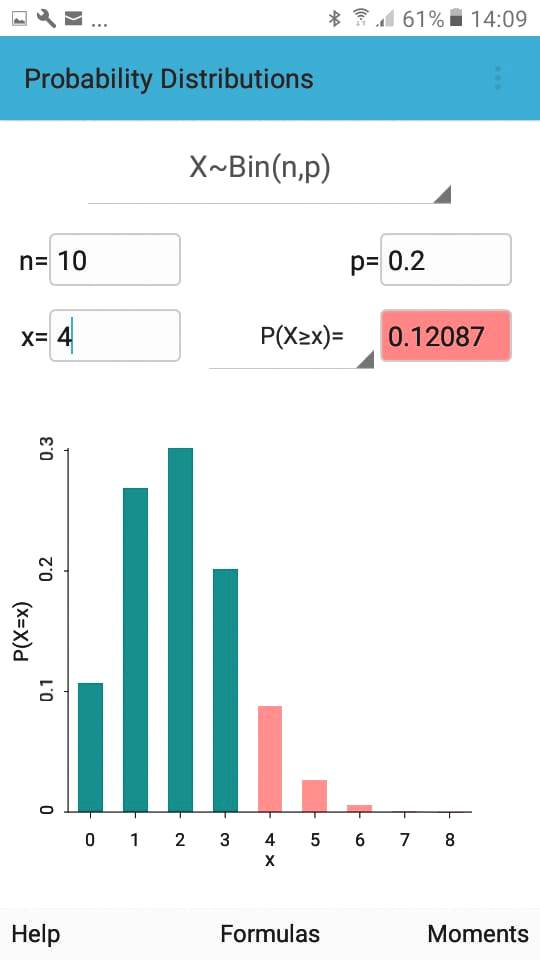 ... 61% 14:09
Probability Distributions
X~Bin(n,p)
n= 10 p= 0.2
x= 4 P(X≥x)= 0.12087
0.3
0.2
0.1
0
P(X=x)
0 1 2 3 4 5 6 7 8
x
Help Formulas Moments